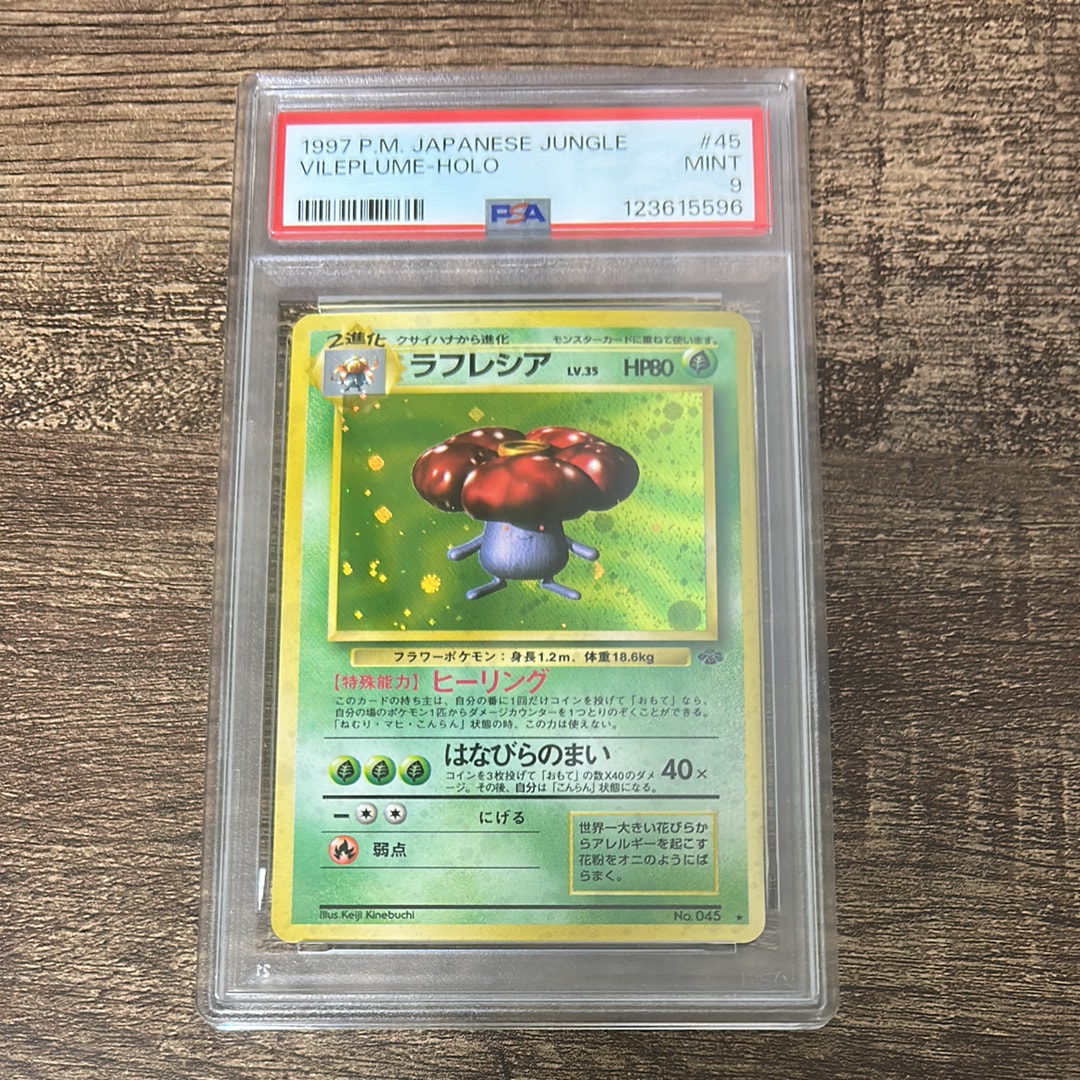 1997 P.M. JAPANESE JUNGLE #45
VILEPLUME-HOLO MINT
9
PSA 123615596
2進化 クサイハナから進化 モンスターカードに重ねて使います。
ラフレシア LV.35 HP80
フラワーポケモン:身長1.2m、体重18.6kg
【特殊能力】ヒーリング
このカードの持ち主は、自分の番に1回だけコインを投げて「おもて」なら、
自分の場のポケモン1匹からダメージカウンターを1つとりのぞくことができる。
「ねむり・マヒ・こんらん」状態の時、この力は使えない。
はなびらのまい
コインを3枚投げて「おもて」の数X40のダメ 40×
ージ。その後、自分は「こんらん」状態になる。
にげる
弱点
世界一大きい花びらか
らアレルギーを起こす
花粉をオニのようにば
らまく。
Illus. Keiji Kinebuchi No. 045 ★